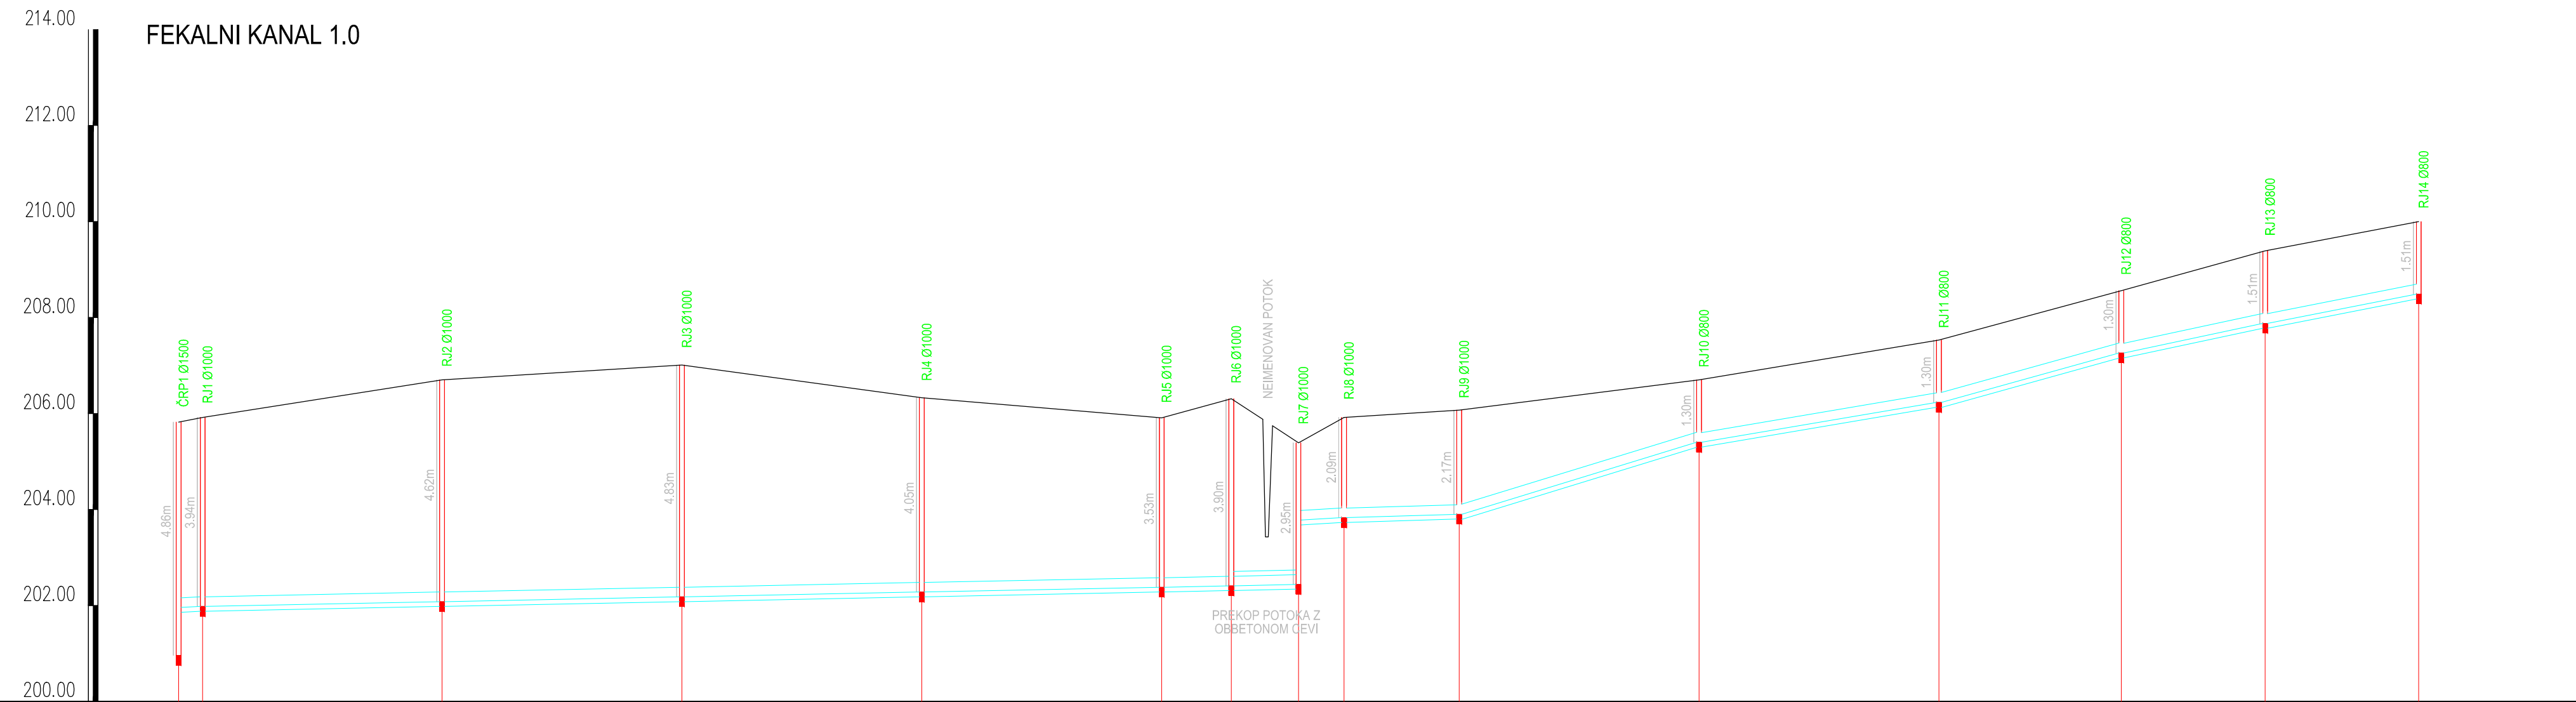 214.00
FEKALNI KANAL 1.0
212.00
210.00
208.00
206.00
204.00
202.00
200.00
ČRP1 Ø1500
4.86m
RJ1 Ø1000
3.94m
RJ2 Ø1000
4.62m
RJ3 Ø1000
4.83m
RJ4 Ø1000
4.05m
RJ5 Ø1000
3.53m
RJ6 Ø1000
3.90m
NEIMENOVAN POTOK
PREKOP POTOKA Z
OBBETONOM CEVI
RJ7 Ø1000
2.95m
RJ8 Ø1000
2.09m
RJ9 Ø1000
2.17m
RJ10 Ø800
1.30m
RJ11 Ø800
1.30m
RJ12 Ø800
1.30m
RJ13 Ø800
1.51m
RJ14 Ø800
1.51m